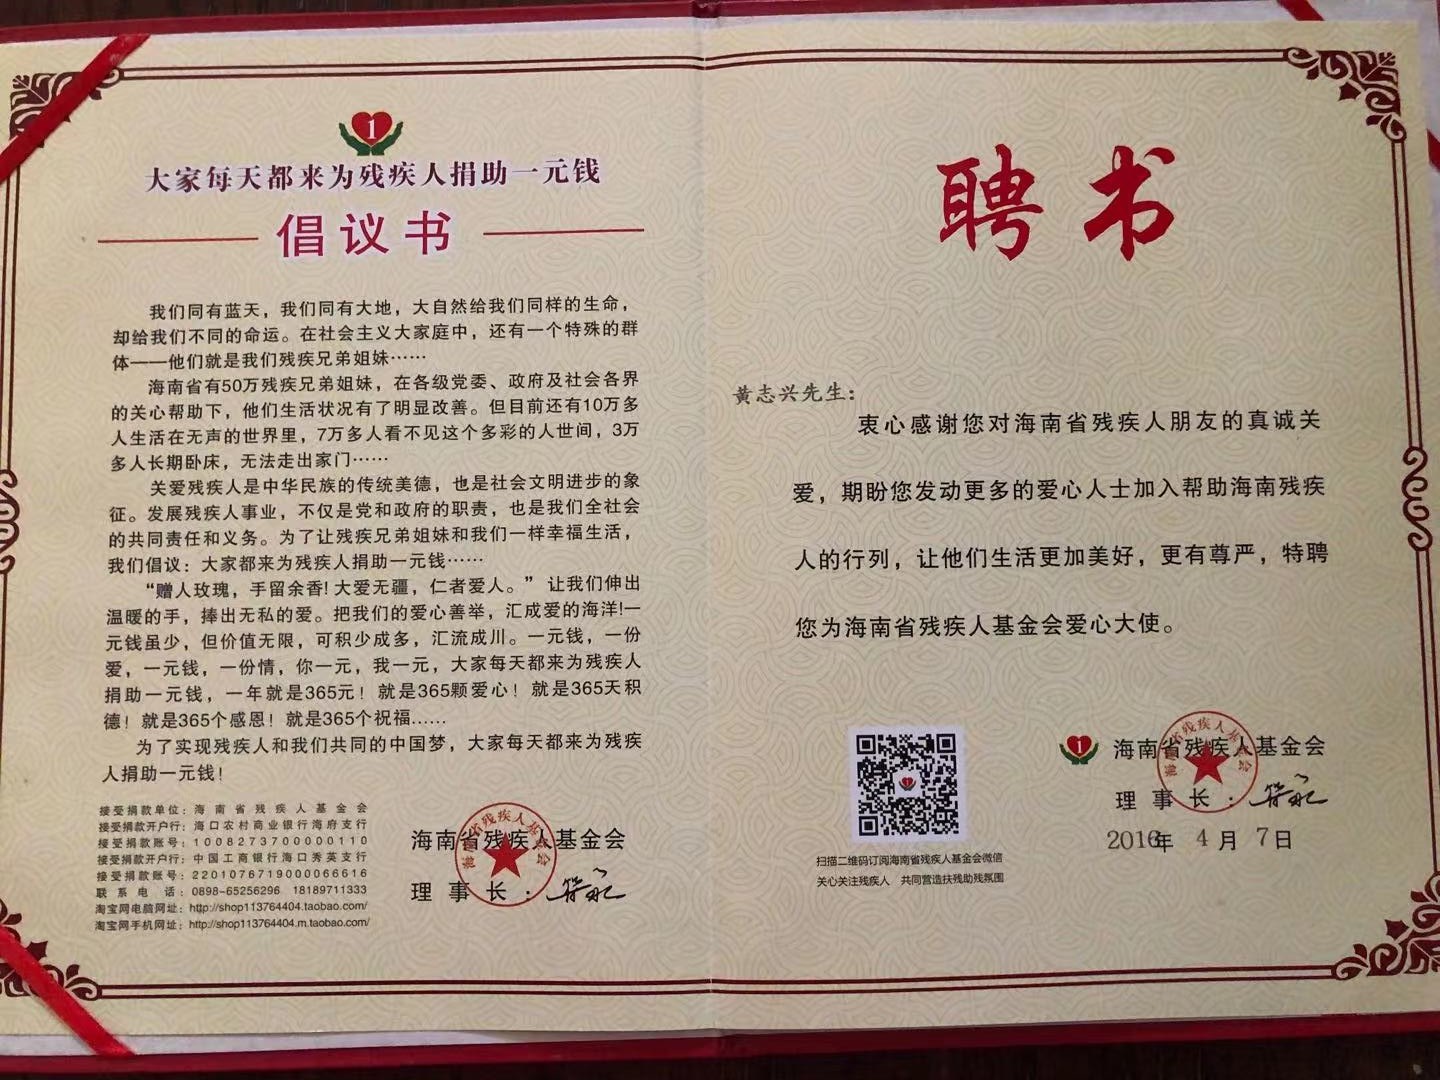 1
大家每天都来为残疾人捐助一元钱
倡议书
我们同有蓝天，我们同有大地，大自然给我们同样的生命，
却给我们不同的命运。在社会主义大家庭中，还有一个特殊的群
体——他们就是我们残疾兄弟姐妹……
海南省有50万残疾兄弟姐妹，在各级党委、政府及社会各界
的关心帮助下，他们生活状况有了明显改善。但目前还有10万多
人生活在无声的世界里，7万多人看不见这个多彩的人世间，3万
多人长期卧床，无法走出家门……
关爱残疾人是中华民族的传统美德，也是社会文明进步的象
征。发展残疾人事业，不仅是党和政府的职责，也是我们全社会
的共同责任和义务。为了让残疾兄弟姐妹和我们一样幸福生活，
我们倡议：大家都来为残疾人捐助一元钱……
“赠人玫瑰，手留余香！大爱无疆，仁者爱人。”让我们伸出
温暖的手，捧出无私的爱。把我们的爱心善举，汇成爱的海洋！一
元钱虽少，但价值无限，可积少成多，汇流成川。一元钱，一份
爱，一元钱，一份情，你一元，我一元，大家每天都来为残疾人
捐助一元钱，一年就是365元！就是365颗爱心！就是365天积
德！就是365个感恩！就是365个祝福……
为了实现残疾人和我们共同的中国梦，大家每天都来为残疾
人捐助一元钱！
接受捐款单位：海南省残疾人基金会
接受捐款开户行：海口农村商业银行海府支行
接受捐款账号：1008273700000110
接受捐款开户行：中国工商银行海口秀英支行
接受捐款账号：2201076719000066616
联系电话：0898-65256296 18189711333
淘宝网电脑网址：http://shop113764404.taobao.com/
淘宝网手机网址：http://shop113764404.m.taobao.com/
海南省残疾人基金会
理事长：
海南省残疾人基金会
聘书
黄志兴先生：
衷心感谢您对海南省残疾人朋友的真诚关
爱，期盼您发动更多的爱心人士加入帮助海南残疾
人的行列，让他们生活更加美好，更有尊严，特聘
您为海南省残疾人基金会爱心大使。
扫描二维码订阅海南省残疾人基金会微信
关心关注残疾人 共同营造扶残助残氛围
1
海南省残疾人基金会
理事长：
2016年4月7日
海南省残疾人基金会